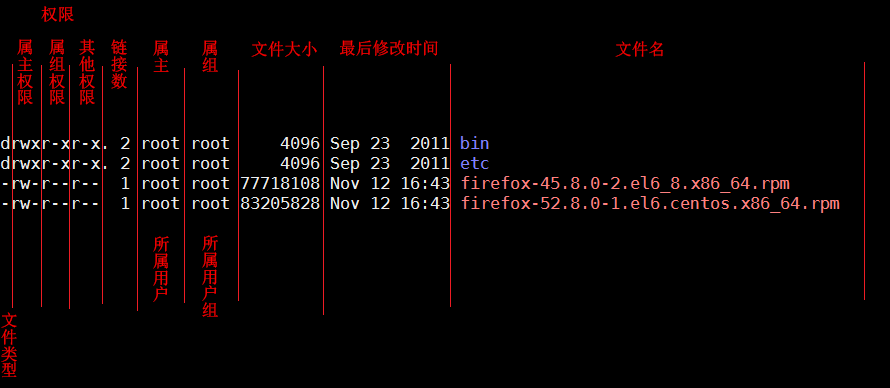 权限
属主权限 属组权限 其他权限 链接数 属主 属组 文件大小 最后修改时间 文件名
drwxr-xr-x. 2 root root     4096 Sep 23  2011 bin
drwxr-xr-x. 2 root root     4096 Sep 23  2011 etc
-rw-r--r--  1 root root 77718108 Nov 12 16:43 firefox-45.8.0-2.el6_8.x86_64.rpm
-rw-r--r--  1 root root 83205828 Nov 12 16:43 firefox-52.8.0-1.el6.centos.x86_64.rpm
所属用户 所属用户组
文件类型